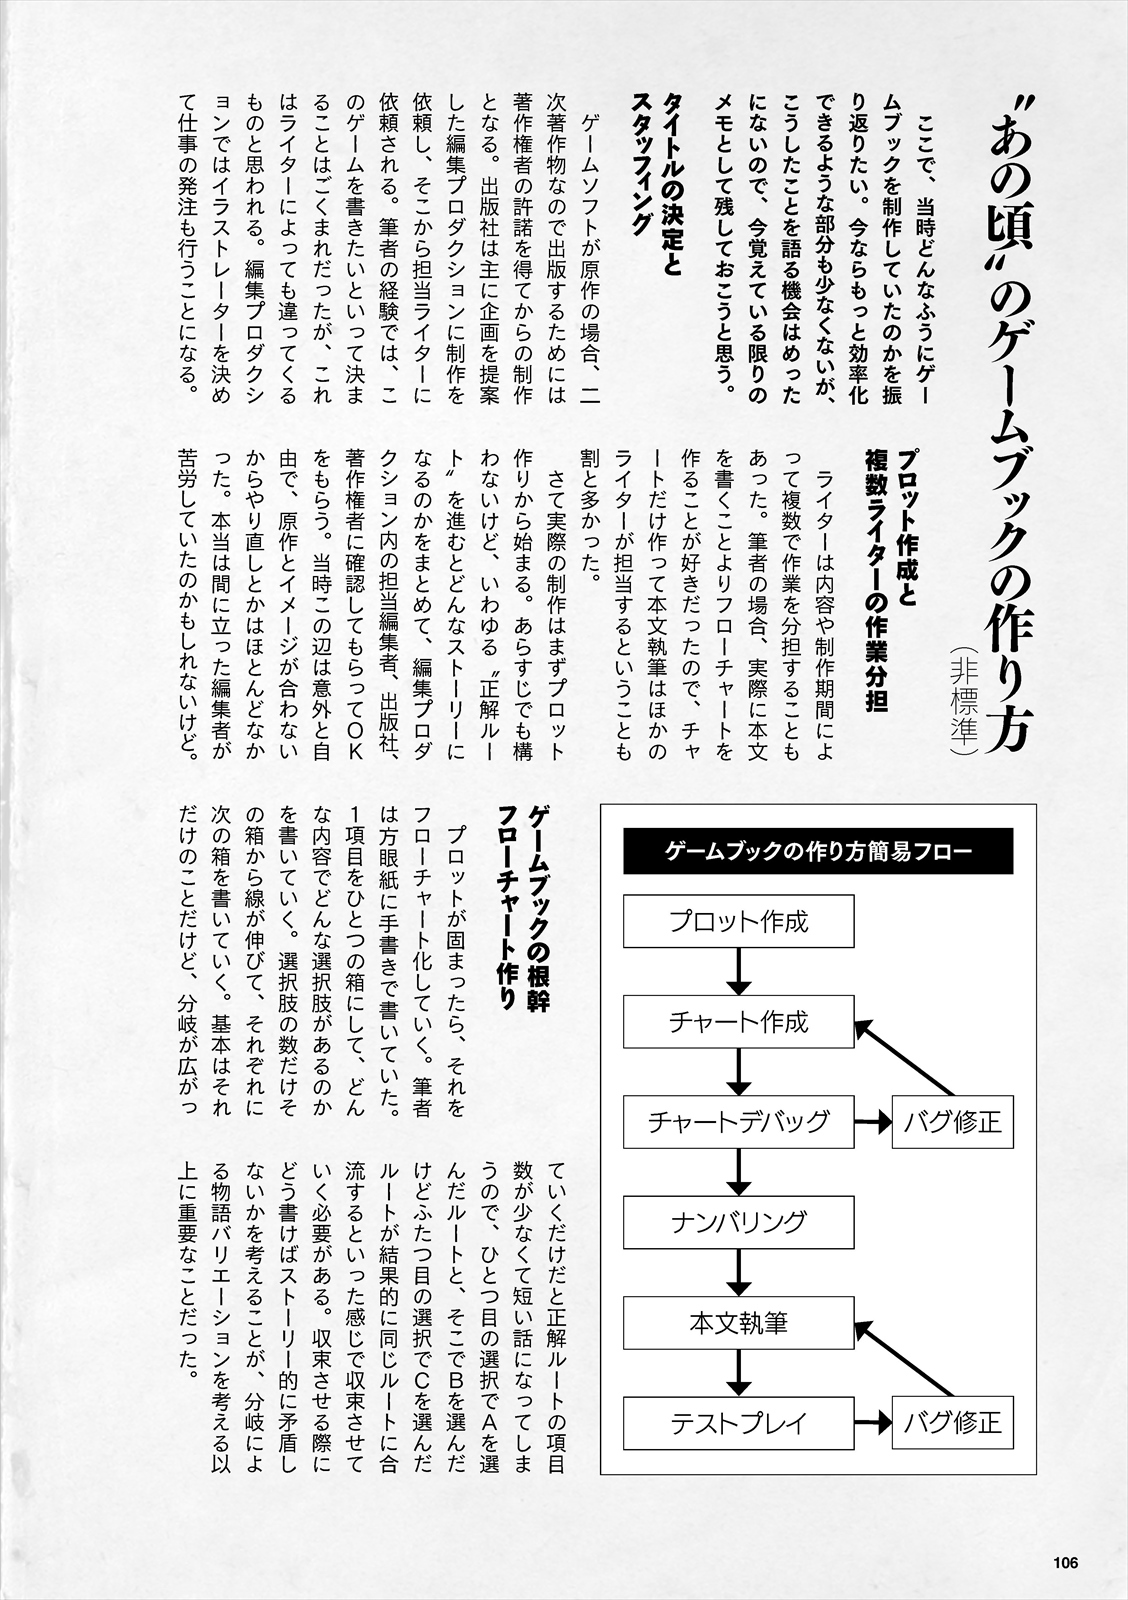 〝あの頃〟のゲームブックの作り方
（非標準）
　ここで、当時どんなふうにゲー
ムブックを制作していたのかを振
り返りたい。今ならもっと効率化
できるような部分も少なくないが、
こうしたことを語る機会はめった
にないので、今覚えている限りの
メモとして残しておこうと思う。
タイトルの決定と
スタッフィング
　ゲームソフトが原作の場合、二
次著作物なので出版するためには
著作権者の許諾を得てからの制作
となる。出版社は主に企画を提案
した編集プロダクションに制作を
依頼し、そこから担当ライターに
依頼される。筆者の経験では、こ
のゲームを書きたいといって決ま
ることはごくまれだったが、これ
はライターによっても違ってくる
ものと思われる。編集プロダクシ
ョンではイラストレーターを決め
て仕事の発注も行うことになる。
プロット作成と
複数ライターの作業分担
　ライターは内容や制作期間によ
って複数で作業を分担することも
あった。筆者の場合、実際に本文
を書くことよりフローチャートを
作ることが好きだったので、チャ
ートだけ作って本文執筆はほかの
ライターが担当するということも
割と多かった。
　さて実際の制作はまずプロット
作りから始まる。あらすじでも構
わないけど、いわゆる〝正解ルー
ト〟を進むとどんなストーリーに
なるのかをまとめて、編集プロダ
クション内の担当編集者、出版社、
著作権者に確認してもらってＯＫ
をもらう。当時この辺は意外と自
由で、原作とイメージが合わない
からやり直しとかはほとんどなか
った。本当は間に立った編集者が
苦労していたのかもしれないけど。
ゲームブックの作り方簡易フロー
プロット作成
チャート作成
チャートデバッグ
バグ修正
ナンバリング
本文執筆
テストプレイ
バグ修正
ゲームブックの根幹
フローチャート作り
　プロットが固まったら、それを
フローチャート化していく。筆者
は方眼紙に手書きで書いていた。
１項目をひとつの箱にして、どん
な内容でどんな選択肢があるのか
を書いていく。選択肢の数だけそ
の箱から線が伸びて、それぞれに
次の箱を書いていく。基本はそれ
だけのことだけど、分岐が広がっ
ていくだけだと正解ルートの項目
数が少なくて短い話になってしま
うので、ひとつ目の選択でＡを選
んだルートと、そこでＢを選んだ
けどふたつ目の選択でＣを選んだ
ルートが結果的に同じルートに合
流するといった感じで収束させて
いく必要がある。収束させる際に
どう書けばストーリー的に矛盾し
ないかを考えることが、分岐によ
る物語バリエーションを考える以
上に重要なことだった。
106